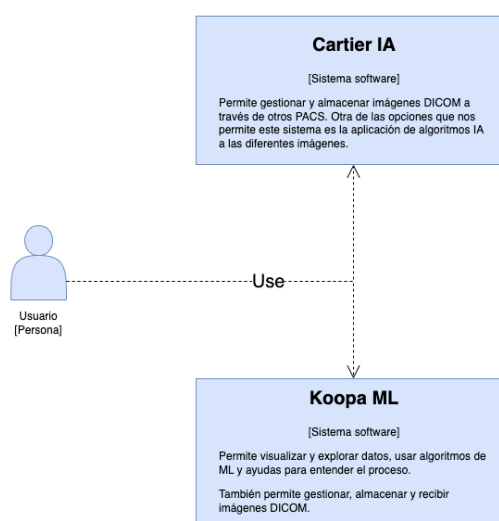 Cartier IA
[Sistema software]
Permite gestionar y almacenar imágenes DICOM a
través de otros PACS. Otra de las opciones que nos
permite este sistema es la aplicación de algoritmos IA
a las diferentes imágenes.
Use
Usuario
[Persona]
Koopa ML
[Sistema software]
Permite visualizar y explorar datos, usar algoritmos de
ML y ayudas para entender el proceso.
También permite gestionar, almacenar y recibir
imágenes DICOM.